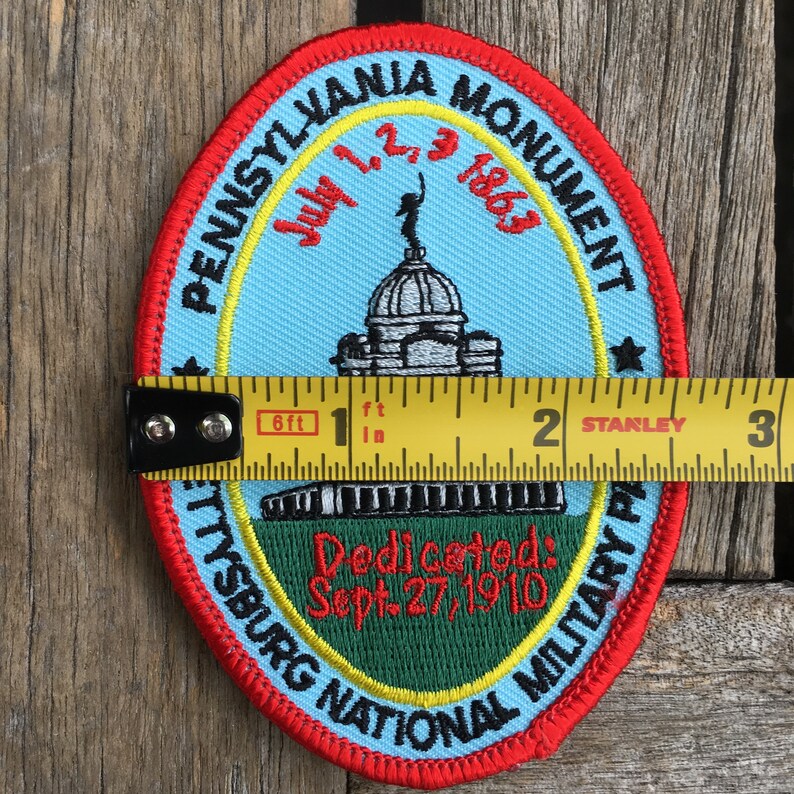 PENNSYLVANIA MONUMENT
July 1, 2, 3 1863
6ft 1 ft 2 STANLEY 3
in
Dedicated:
Sept. 27, 1910
NATIONAL MILITARY